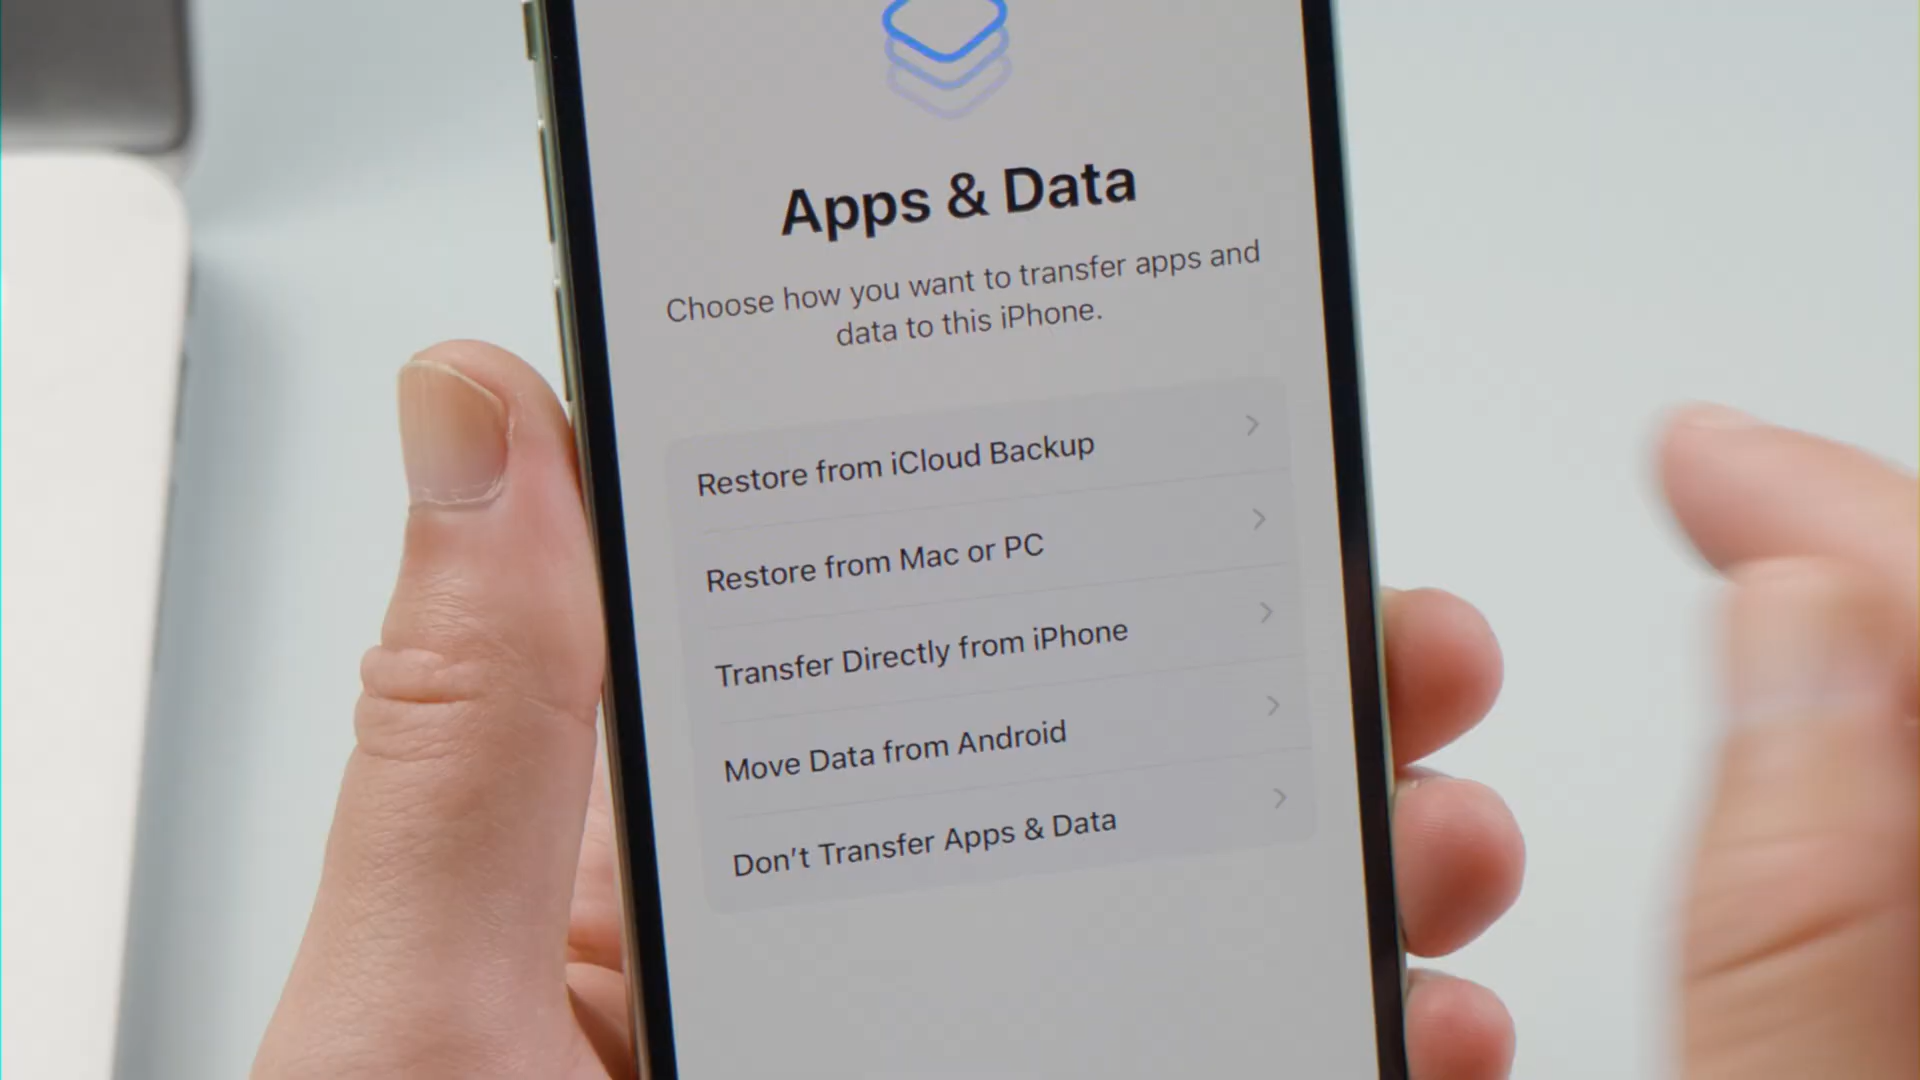 Apps & Data
Choose how you want to transfer apps and
data to this iPhone.
Restore from iCloud Backup
Restore from Mac or PC
Transfer Directly from iPhone
Move Data from Android
Don’t Transfer Apps & Data